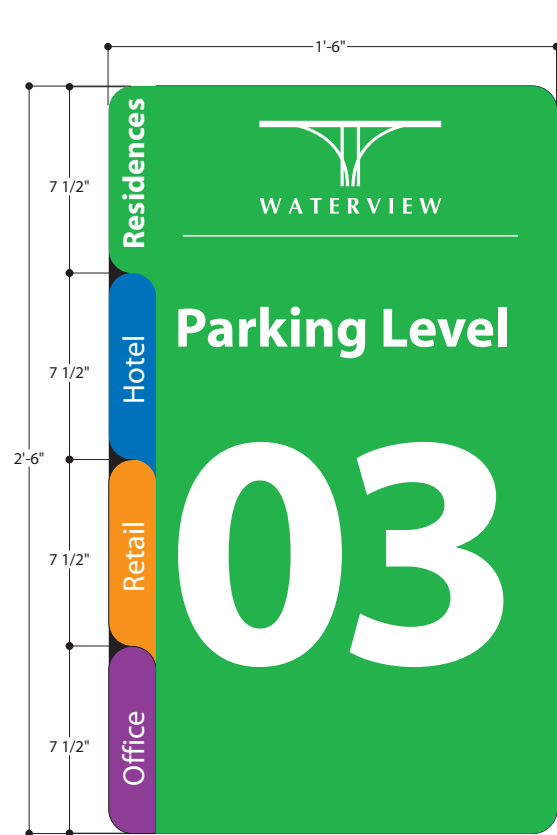 1'-6"
2'-6"
7 1/2"
7 1/2"
7 1/2"
7 1/2"
Residences
Hotel
Retail
Office
WATERVIEW
Parking Level
03